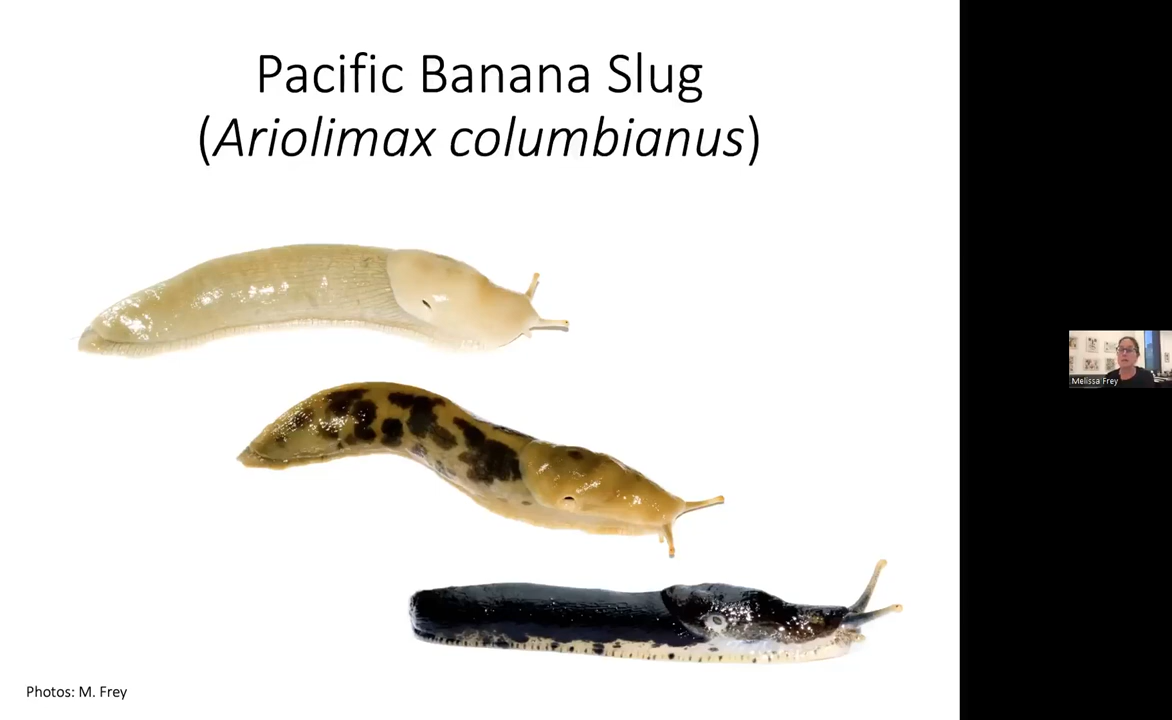 Pacific Banana Slug
(Ariolimax columbianus)
Melissa Frey
Photos: M. Frey